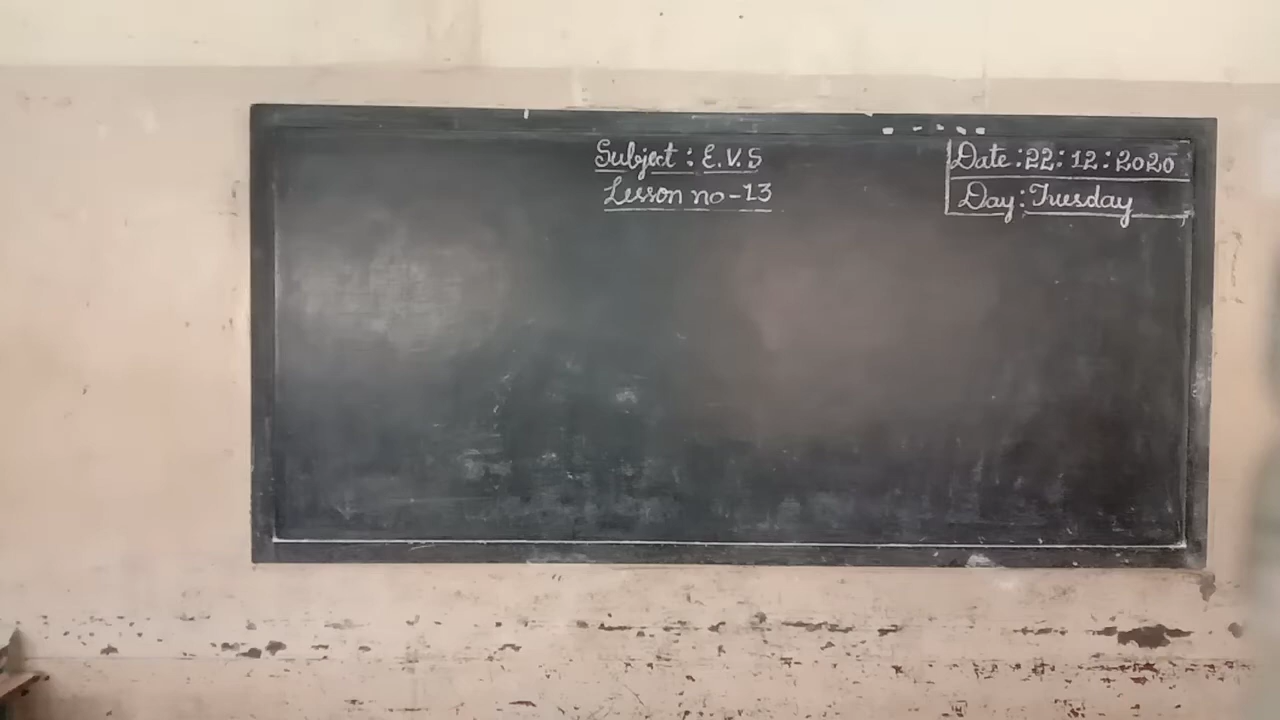 Subject : E.V.S
Lesson no - 13
Date : 22 : 12 : 2020
Day : Tuesday